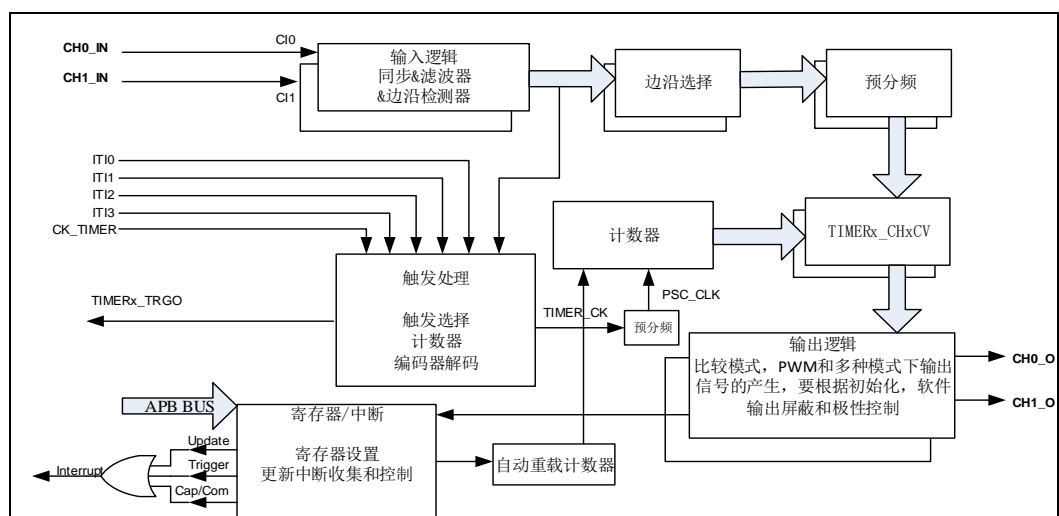 CH0_IN
CI0
CH1_IN
CI1
输入逻辑
同步&滤波器
&边沿检测器
边沿选择
预分频
ITI0
ITI1
ITI2
ITI3
CK_TIMER
计数器
TIMERx_CHxCV
触发处理
触发选择
计数器
编码器解码
TIMERx_TRGO
TIMER_CK
PSC_CLK
预分频
输出逻辑
比较模式，PWM和多种模式下输出
信号的产生，要根据初始化，软件
输出屏蔽和极性控制
CH0_O
CH1_O
APB BUS
寄存器/中断
寄存器设置
更新中断收集和控制
自动重载计数器
Update
Trigger
Cap/Com
Interrupt